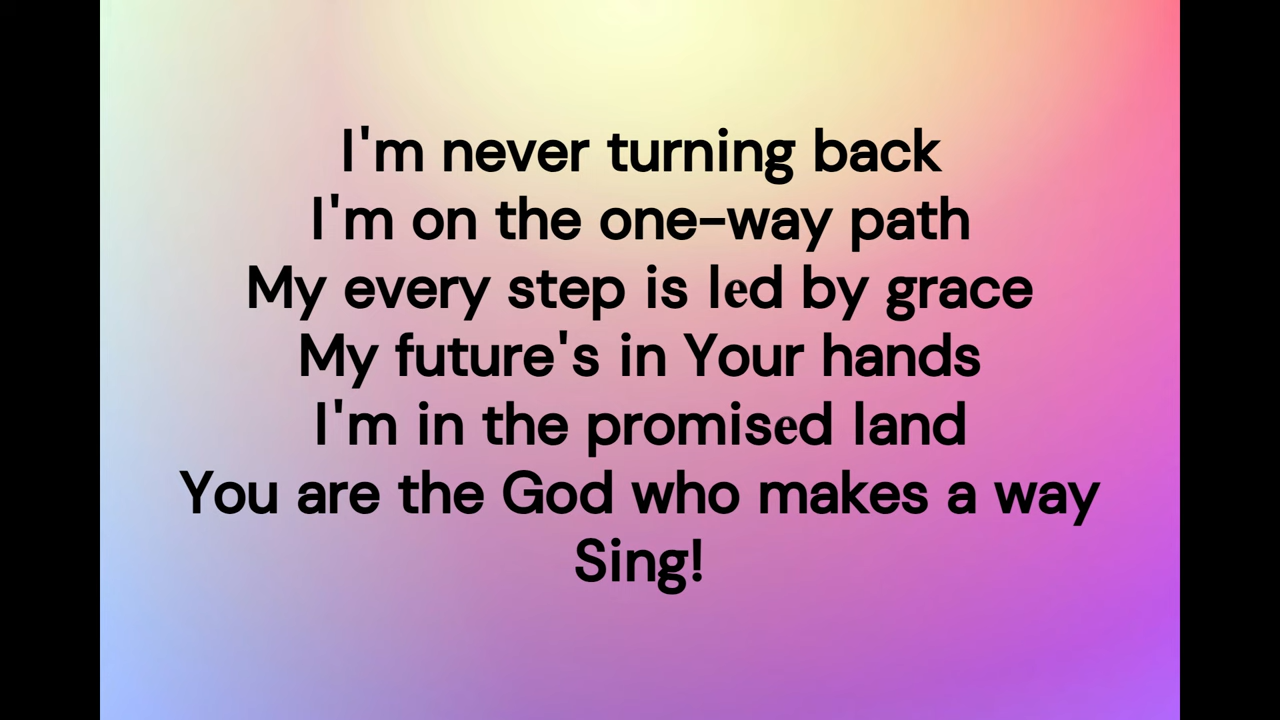 I'm never turning back
I'm on the one-way path
My every step is led by grace
My future's in Your hands
I'm in the promised land
You are the God who makes a way
Sing!